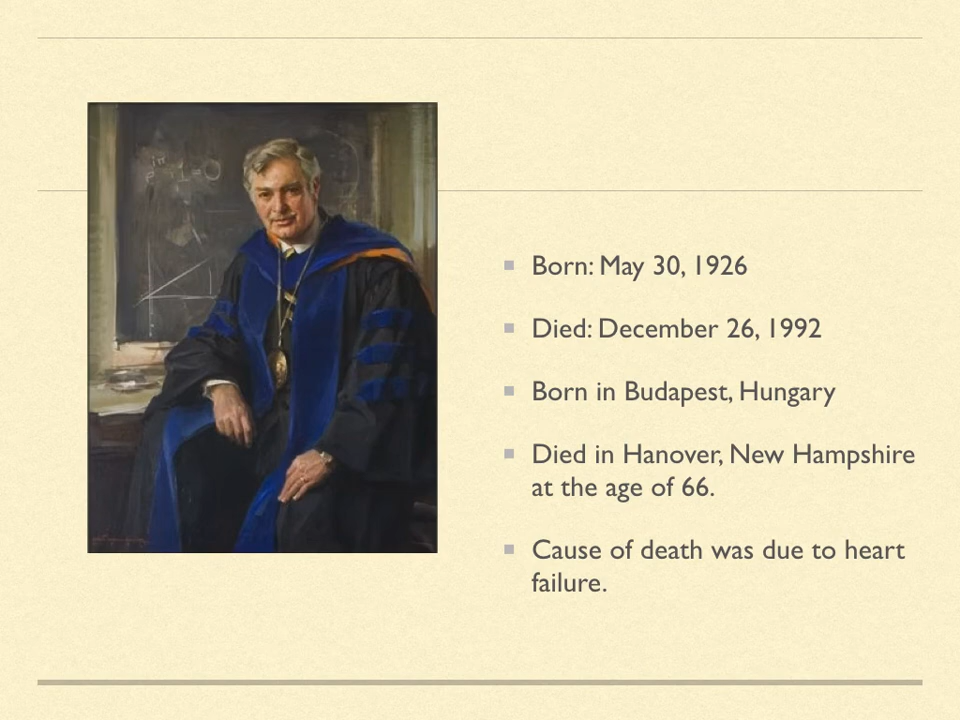 Born: May 30, 1926
Died: December 26, 1992
Born in Budapest, Hungary
Died in Hanover, New Hampshire
at the age of 66.
Cause of death was due to heart
failure.